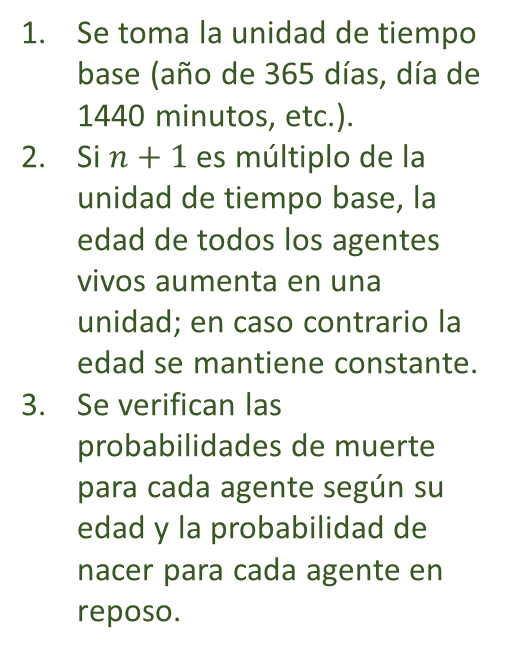 1. Se toma la unidad de tiempo
base (año de 365 días, día de
1440 minutos, etc.).
2. Si n + 1 es múltiplo de la
unidad de tiempo base, la
edad de todos los agentes
vivos aumenta en una
unidad; en caso contrario la
edad se mantiene constante.
3. Se verifican las
probabilidades de muerte
para cada agente según su
edad y la probabilidad de
nacer para cada agente en
reposo.